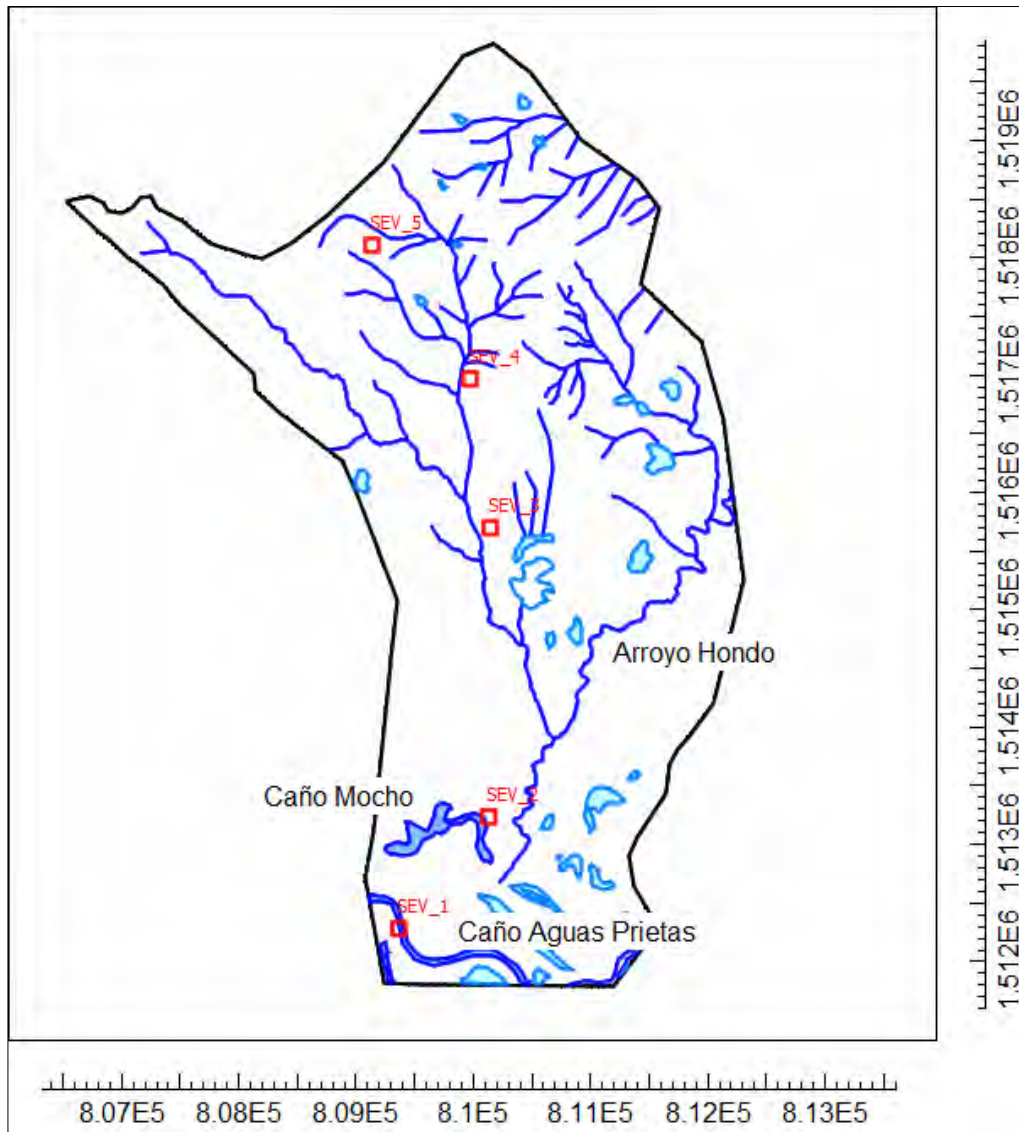 SEV_5
SEV_4
SEV_3
Arroyo Hondo
Caño Mocho
SEV_2
SEV_1
Caño Aguas Prietas
1.519E6
1.518E6
1.517E6
1.516E6
1.515E6
1.514E6
1.513E6
1.512E6
8.07E5
8.08E5
8.09E5
8.1E5
8.11E5
8.12E5
8.13E5